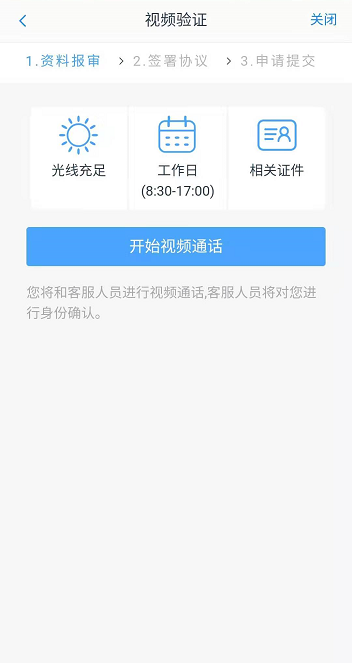 视频验证
关闭
1.资料报审 > 2.签署协议 > 3.申请提交
光线充足
工作日
(8:30-17:00)
相关证件
开始视频通话
您将和客服人员进行视频通话,客服人员将对您进
行身份确认。